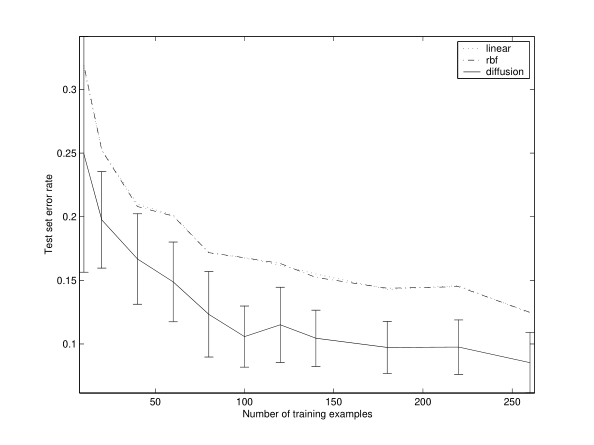 linear
rbf
diffusion
0.3
0.25
0.2
0.15
0.1
Test set error rate
50
100
150
200
250
Number of training examples